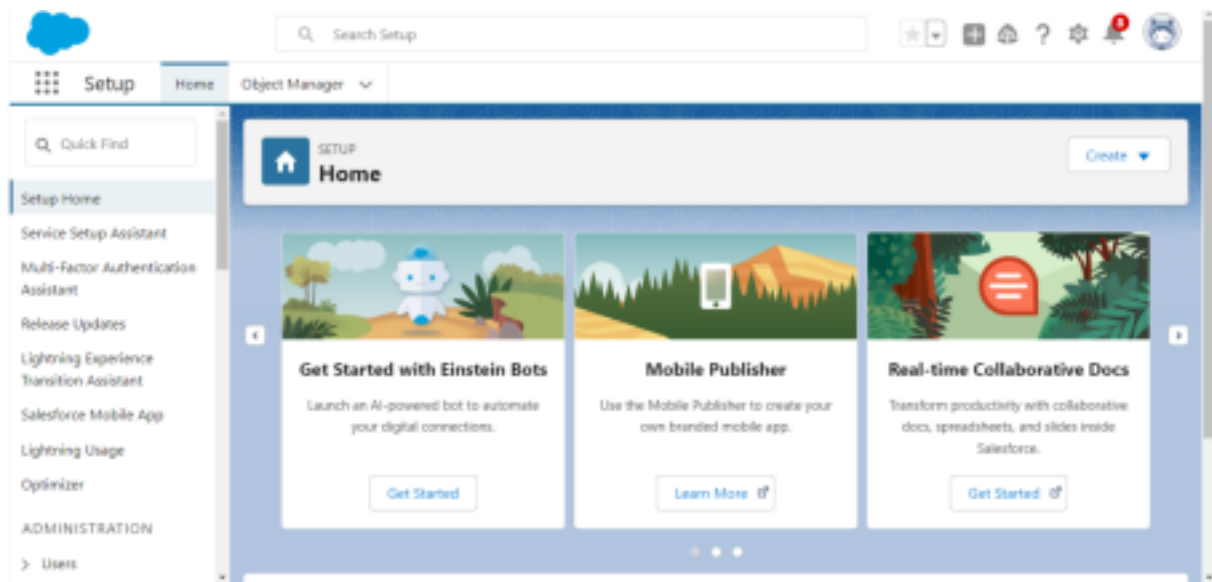 Search Setup
8
Setup
Home
Object Manager
Quick Find
Setup Home
Service Setup Assistant
Multi-Factor Authentication
Assistant
Release Updates
Lightning Experience
Transition Assistant
Salesforce Mobile App
Lightning Usage
Optimizer
ADMINISTRATION
Users
SETUP
Home
Create
Get Started with Einstein Bots
Launch an AI-powered bot to automate
your digital connections.
Get Started
Mobile Publisher
Use the Mobile Publisher to create your
own branded mobile app.
Learn More
Real-time Collaborative Docs
Transform productivity with collaborative
docs, spreadsheets, and slides inside
Salesforce.
Get Started